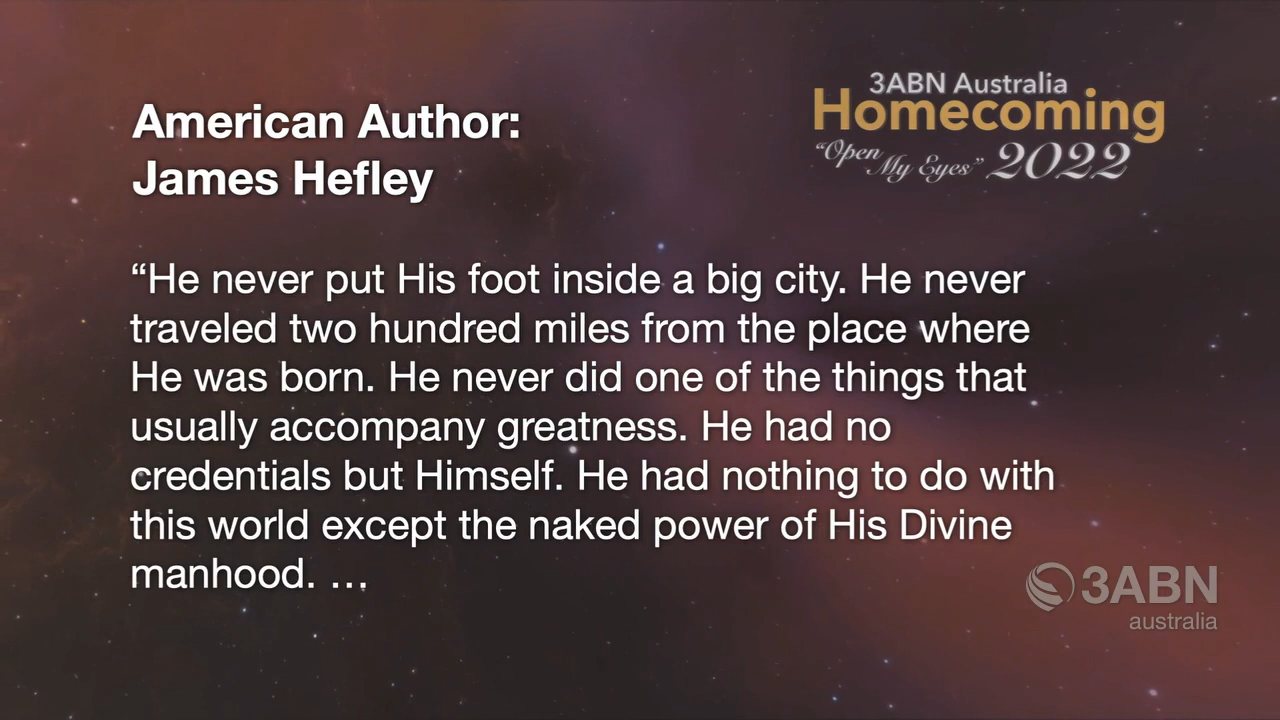 American Author:
James Hefley
3ABN Australia
Homecoming
“Open My Eyes” 2022
“He never put His foot inside a big city. He never
traveled two hundred miles from the place where
He was born. He never did one of the things that
usually accompany greatness. He had no
credentials but Himself. He had nothing to do with
this world except the naked power of His Divine
manhood. …
3ABN
australia